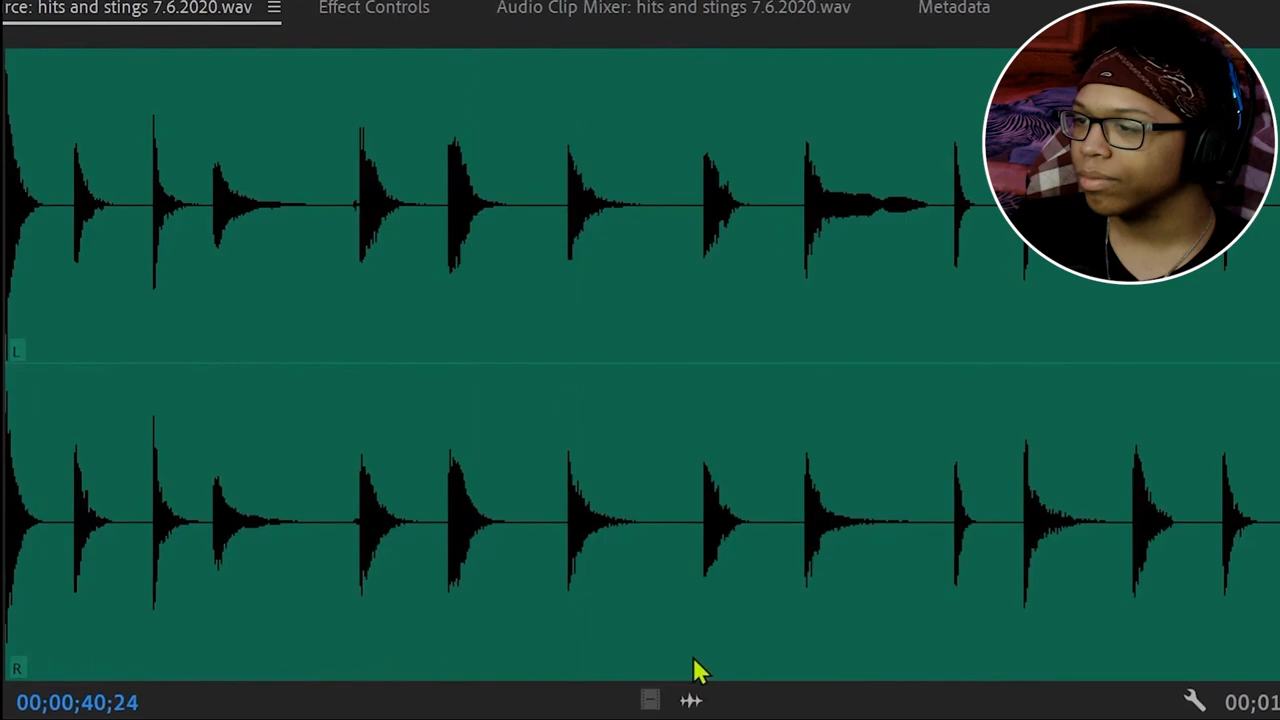 rce: hits and stings 7.6.2020.wav
Effect Controls
Audio Clip Mixer: hits and stings 7.6.2020.wav
Metadata
L
R
00;00;40;24
00;01